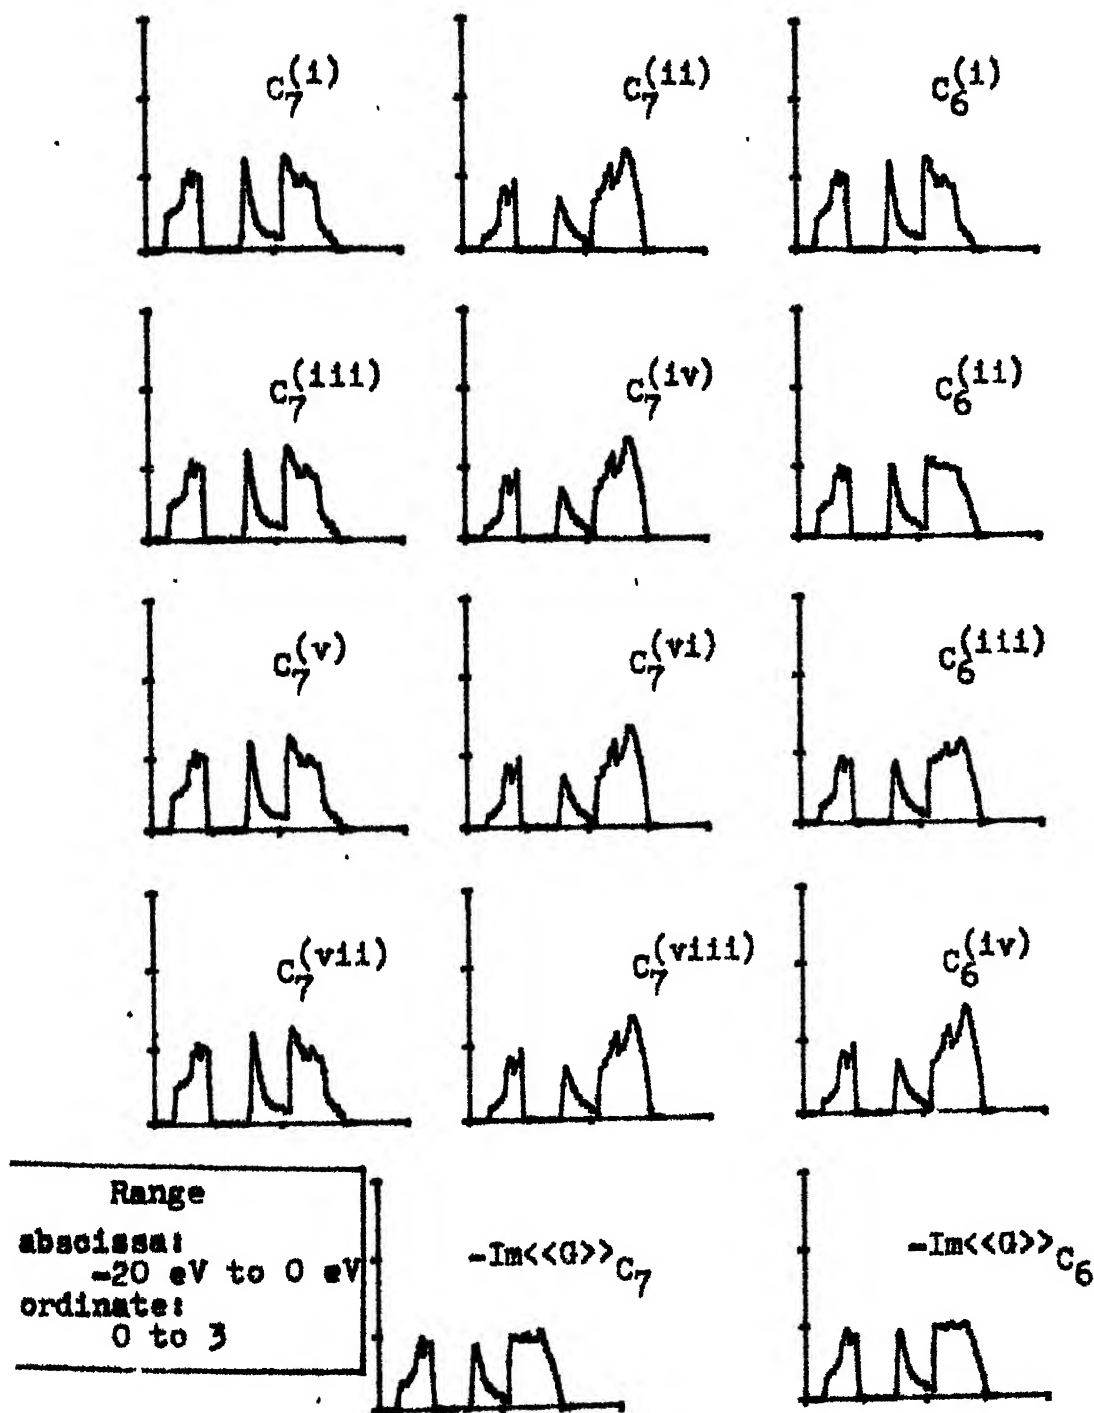 C₇⁽ⁱ⁾ C₇⁽ⁱⁱ⁾ C₆⁽ⁱ⁾
C₇⁽ⁱⁱⁱ⁾ C₇⁽ⁱᵛ⁾ C₆⁽ⁱⁱ⁾
C₇⁽ᵛ⁾ C₇⁽ᵛⁱ⁾ C₆⁽ⁱⁱⁱ⁾
C₇⁽ᵛⁱⁱ⁾ C₇⁽ᵛⁱⁱⁱ⁾ C₆⁽ⁱᵛ⁾
Range
abscissa:
-20 eV to 0 eV
ordinate:
0 to 3
-Im<<G>>C₇
-Im<<G>>C₆